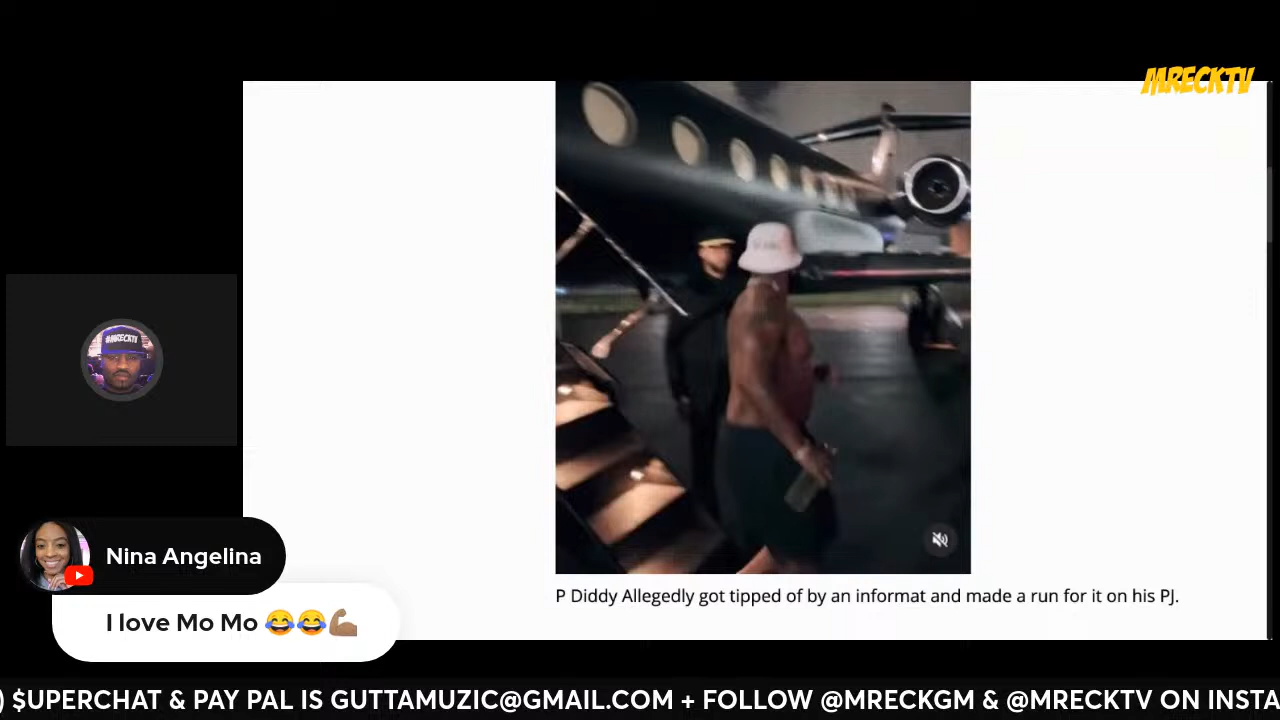 MRECKTV
#MRECKTV
P Diddy Allegedly got tipped of by an informat and made a run for it on his PJ.
Nina Angelina
I love Mo Mo 😂😂💪🏽
) $UPERCHAT & PAY PAL IS GUTTAMUZIC@GMAIL.COM + FOLLOW @MRECKGM & @MRECKTV ON INSTA